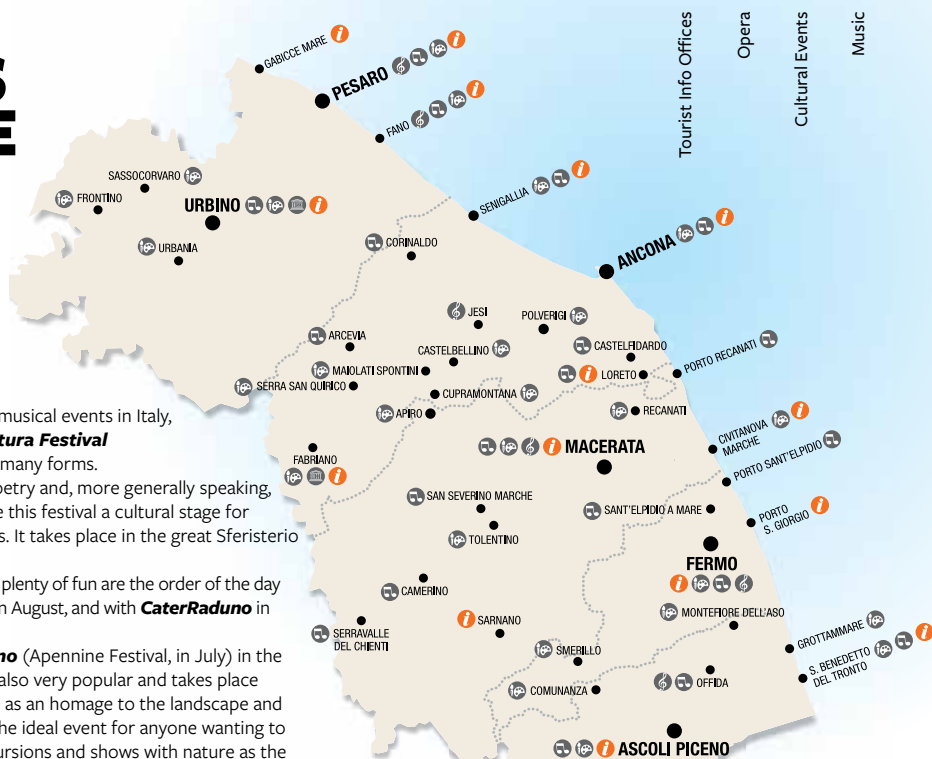 S
E
Tourist Info Offices
Opera
Cultural Events
Music
GABICCE MARE i
PESARO i
FANO i
SASSOCORVARO
FRONTINO
URBINO i
SENIGALLIA i
URBANIA
CORINALDO
ANCONA i
JESI
POLVERIGI
ARCEVIA
CASTELBELLINO
CASTELFIDARDO
MAIOLATI SPONTINI
i LORETO
PORTO RECANATI
SERRA SAN QUIRICO
CUPRAMONTANA
APIRO
RECANATI
musical events in Italy,
tura Festival
many forms.
oetry and, more generally speaking,
e this festival a cultural stage for
s. It takes place in the great Sferisterio
plenty of fun are the order of the day
n August, and with CaterRaduno in
no (Apennine Festival, in July) in the
also very popular and takes place
as an homage to the landscape and
he ideal event for anyone wanting to
ursions and shows with nature as the
FABRIANO
i
i MACERATA
CIVITANOVA
MARCHE i
PORTO SANT'ELPIDIO
SAN SEVERINO MARCHE
SANT'ELPIDIO A MARE
PORTO
S. GIORGIO i
TOLENTINO
FERMO
i
CAMERINO
MONTEFIORE DELL'ASO
i SARNANO
SERRAVALLE
DEL CHIENTI
GROTTAMMARE
SMERILLO
S. BENEDETTO
DEL TRONTO i
COMUNANZA
OFFIDA
i ASCOLI PICENO